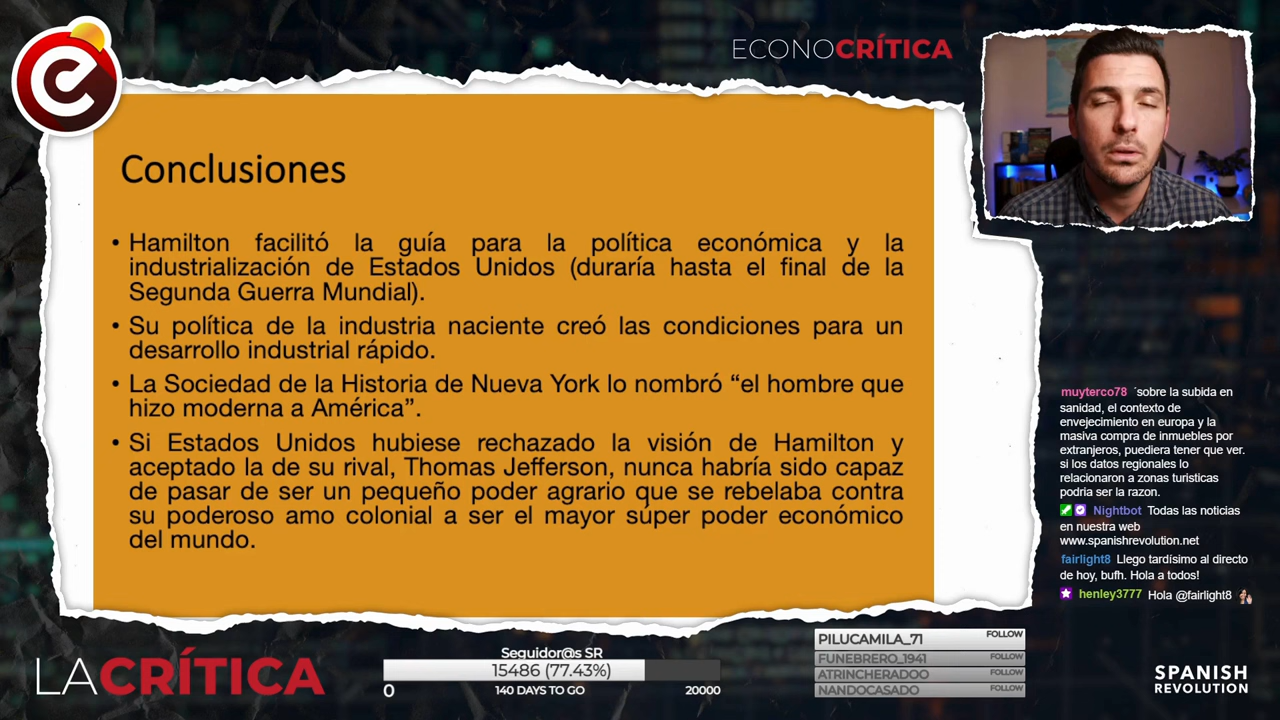 ECONOCRÍTICA
Conclusiones
• Hamilton facilitó la guía para la política económica y la
industrialización de Estados Unidos (duraría hasta el final de la
Segunda Guerra Mundial).
• Su política de la industria naciente creó las condiciones para un
desarrollo industrial rápido.
• La Sociedad de la Historia de Nueva York lo nombró “el hombre que
hizo moderna a América”.
• Si Estados Unidos hubiese rechazado la visión de Hamilton y
aceptado la de su rival, Thomas Jefferson, nunca habría sido capaz
de pasar de ser un pequeño poder agrario que se rebelaba contra
su poderoso amo colonial a ser el mayor súper poder económico
del mundo.
muyterco78 ´sobre la subida en
sanidad, el contexto de
envejecimiento en europa y la
masiva compra de inmuebles por
extranjeros, puediera tener que ver.
si los datos regionales lo
relacionaron a zonas turisticas
podria ser la razon.
Nightbot Todas las noticias
en nuestra web
www.spanishrevolution.net
fairlight8 Llego tardísimo al directo
de hoy, bufh. Hola a todos!
henley3777 Hola @fairlight8
LACRÍTICA
Seguidor@s SR
15486 (77.43%)
0 140 DAYS TO GO 20000
PILUCAMILA_71 FOLLOW
FUNEBRERO_1941 FOLLOW
ATRINCHERADOO FOLLOW
NANDOCASADO FOLLOW
SPANISH
REVOLUTION